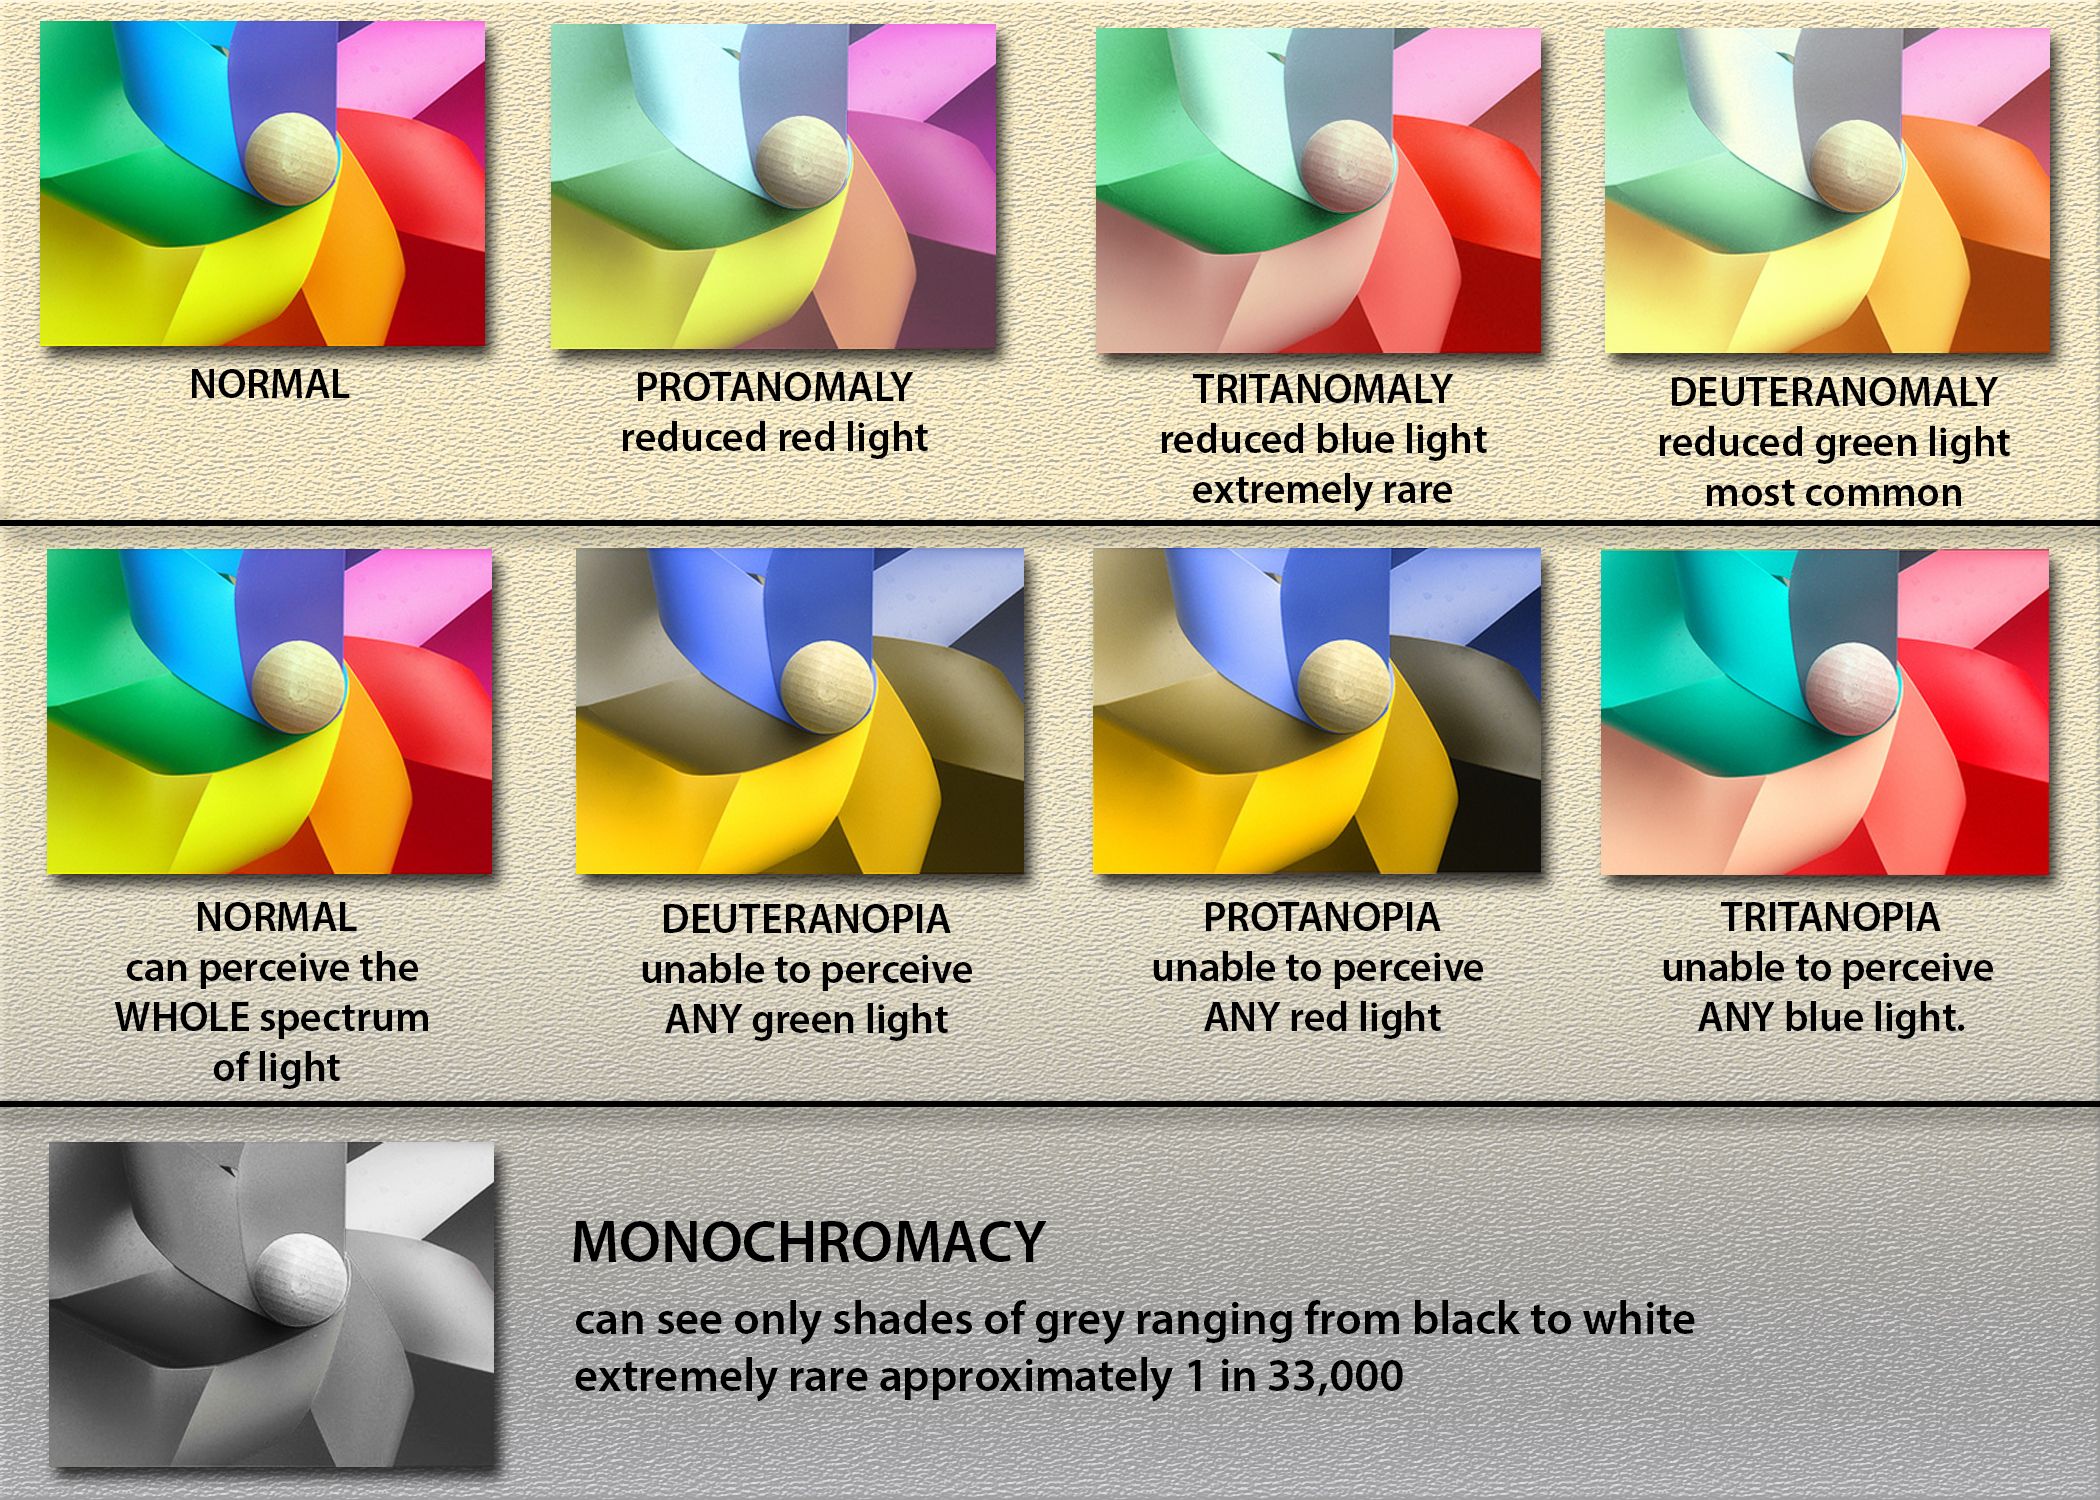 NORMAL
PROTANOMALY
reduced red light
TRITANOMALY
reduced blue light
extremely rare
DEUTERANOMALY
reduced green light
most common
NORMAL
can perceive the
WHOLE spectrum
of light
DEUTERANOPIA
unable to perceive
ANY green light
PROTANOPIA
unable to perceive
ANY red light
TRITANOPIA
unable to perceive
ANY blue light.
MONOCHROMACY
can see only shades of grey ranging from black to white
extremely rare approximately 1 in 33,000